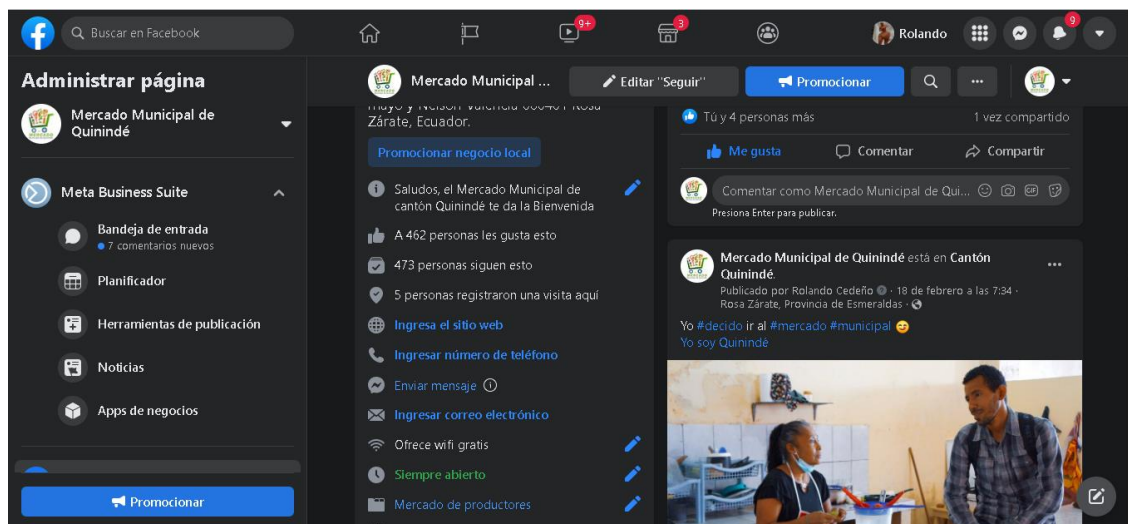 Buscar en Facebook
9+
3
Rolando
9
Administrar página
Mercado Municipal de
Quinindé
Meta Business Suite
Bandeja de entrada
7 comentarios nuevos
Planificador
Herramientas de publicación
Noticias
Apps de negocios
Promocionar
Mercado Municipal ...
Editar "Seguir"
Promocionar
Zárate, Ecuador.
Promocionar negocio local
Saludos, el Mercado Municipal de
cantón Quinindé te da la Bienvenida
A 462 personas les gusta esto
473 personas siguen esto
5 personas registraron una visita aquí
Ingresa el sitio web
Ingresar número de teléfono
Enviar mensaje
Ingresar correo electrónico
Ofrece wifi gratis
Siempre abierto
Mercado de productores
Tú y 4 personas más
1 vez compartido
Me gusta
Comentar
Compartir
Comentar como Mercado Municipal de Qui...
GIF
Presiona Enter para publicar.
Mercado Municipal de Quinindé está en Cantón
Quinindé.
Publicado por Rolando Cedeño · 18 de febrero a las 7:34 ·
Rosa Zárate, Provincia de Esmeraldas ·
Yo #decido ir al #mercado #municipal
Yo soy Quinindé